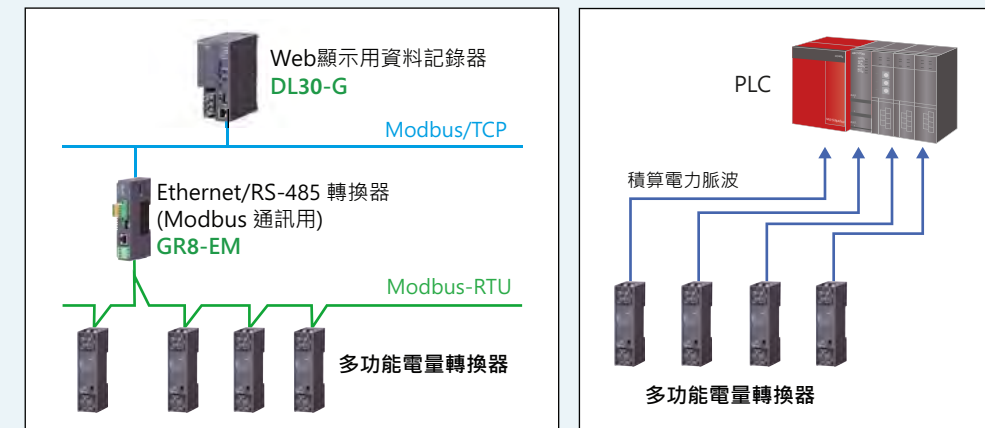 Web顯示用資料記錄器
DL30-G
Modbus/TCP
Ethernet/RS-485 轉換器
(Modbus 通訊用)
GR8-EM
Modbus-RTU
多功能電量轉換器
PLC
積算電力脈波
多功能電量轉換器